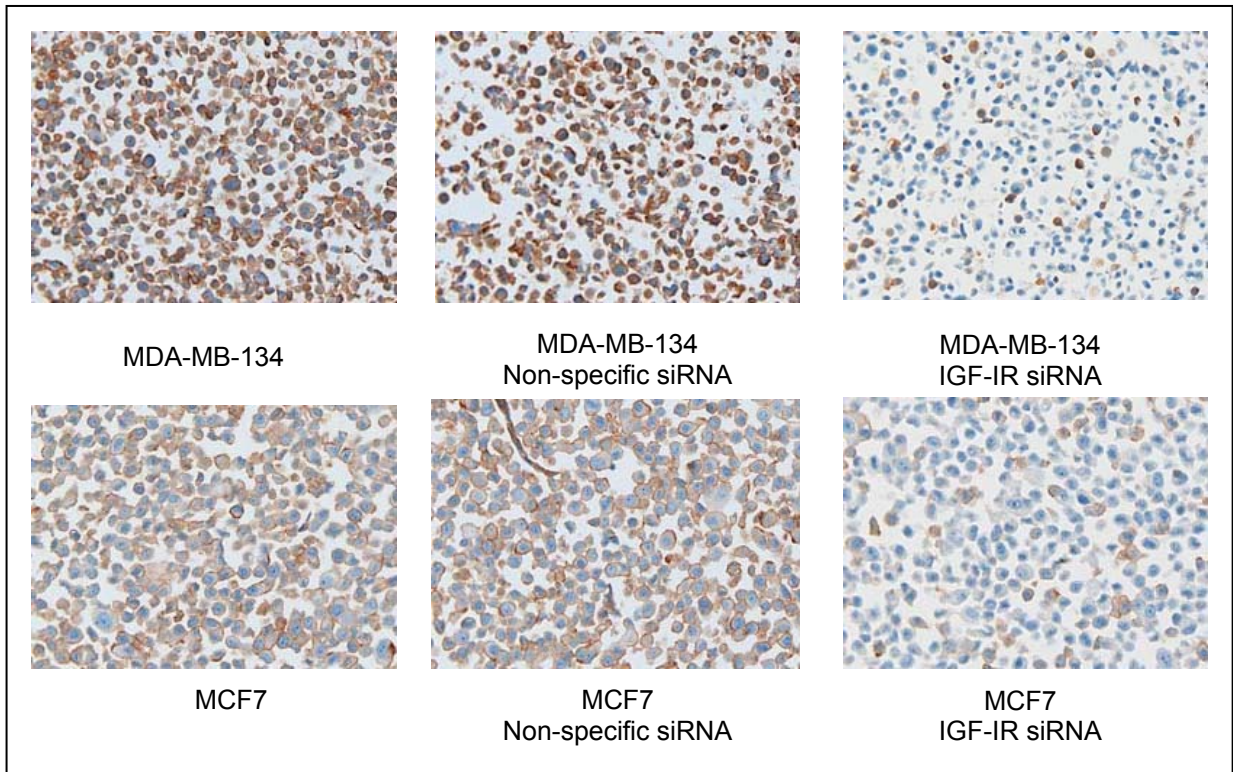 MDA-MB-134
MDA-MB-134
Non-specific siRNA
MDA-MB-134
IGF-IR siRNA
MCF7
MCF7
Non-specific siRNA
MCF7
IGF-IR siRNA